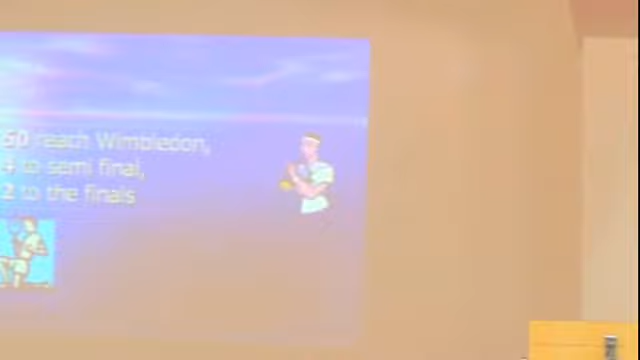 50 reach Wimbledon,
4 to semi final,
2 to the finals